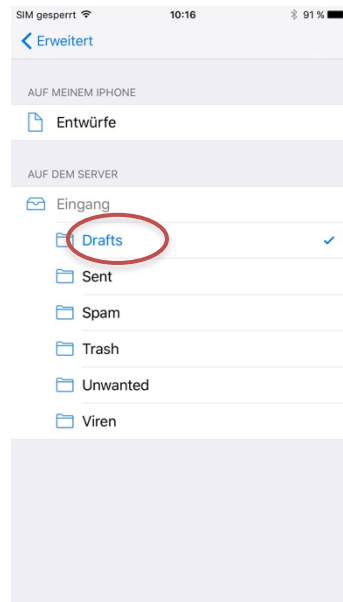 SIM gesperrt 10:16 91 %
Erweitert
AUF MEINEM IPHONE
Entwürfe
AUF DEM SERVER
Eingang
Drafts
Sent
Spam
Trash
Unwanted
Viren